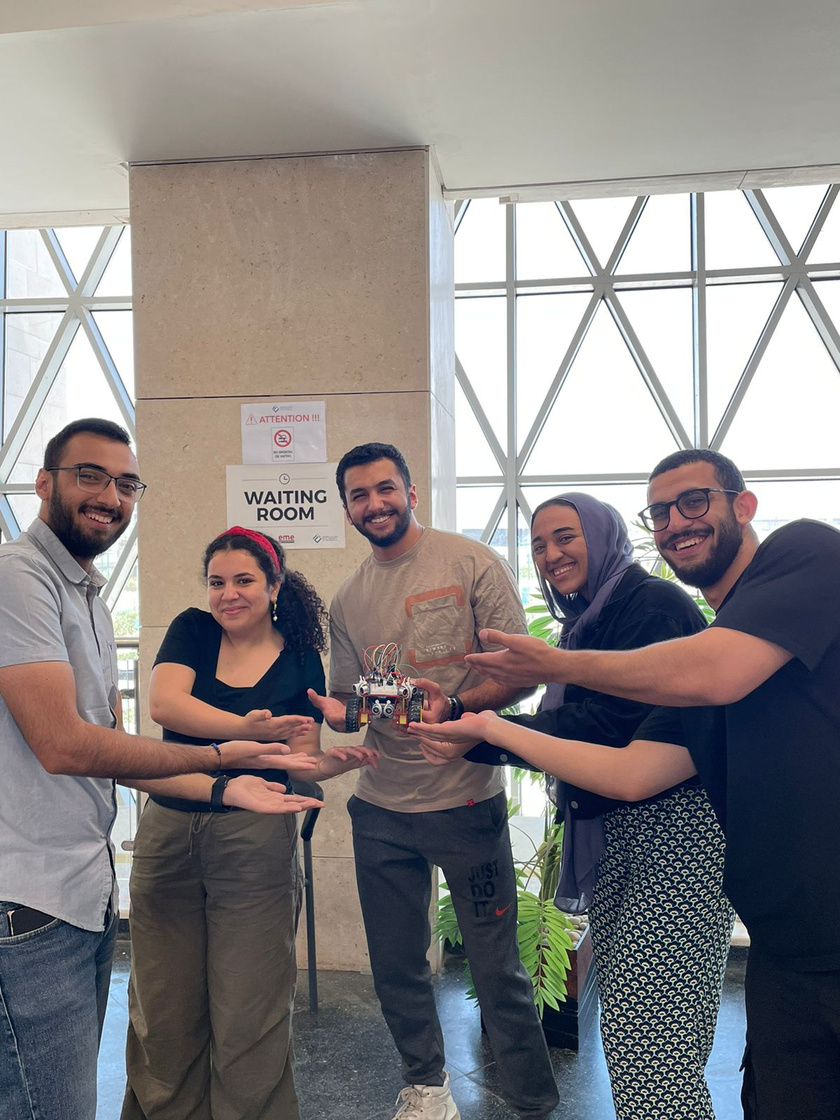 ATTENTION !!!
WAITING
ROOM
eme
JUST
DO
IT.